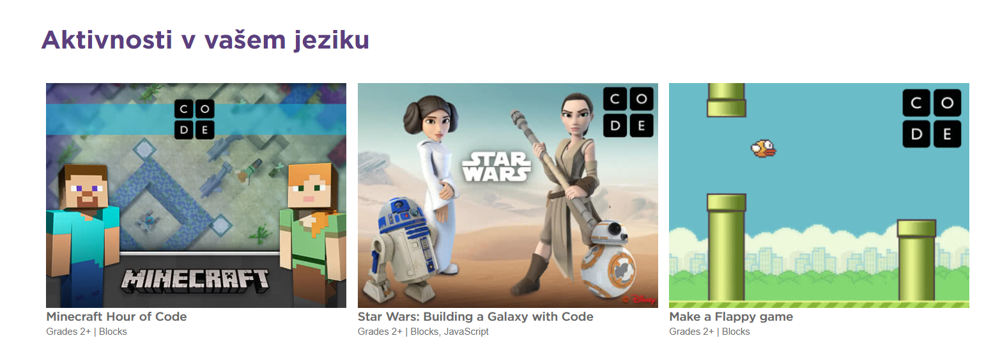 Aktivnosti v vašem jeziku
C O
D E
MINECRAFT
Minecraft Hour of Code
Grades 2+ | Blocks
C O
D E
STAR
WARS
© Disney
Star Wars: Building a Galaxy with Code
Grades 2+ | Blocks, JavaScript
C O
D E
Make a Flappy game
Grades 2+ | Blocks